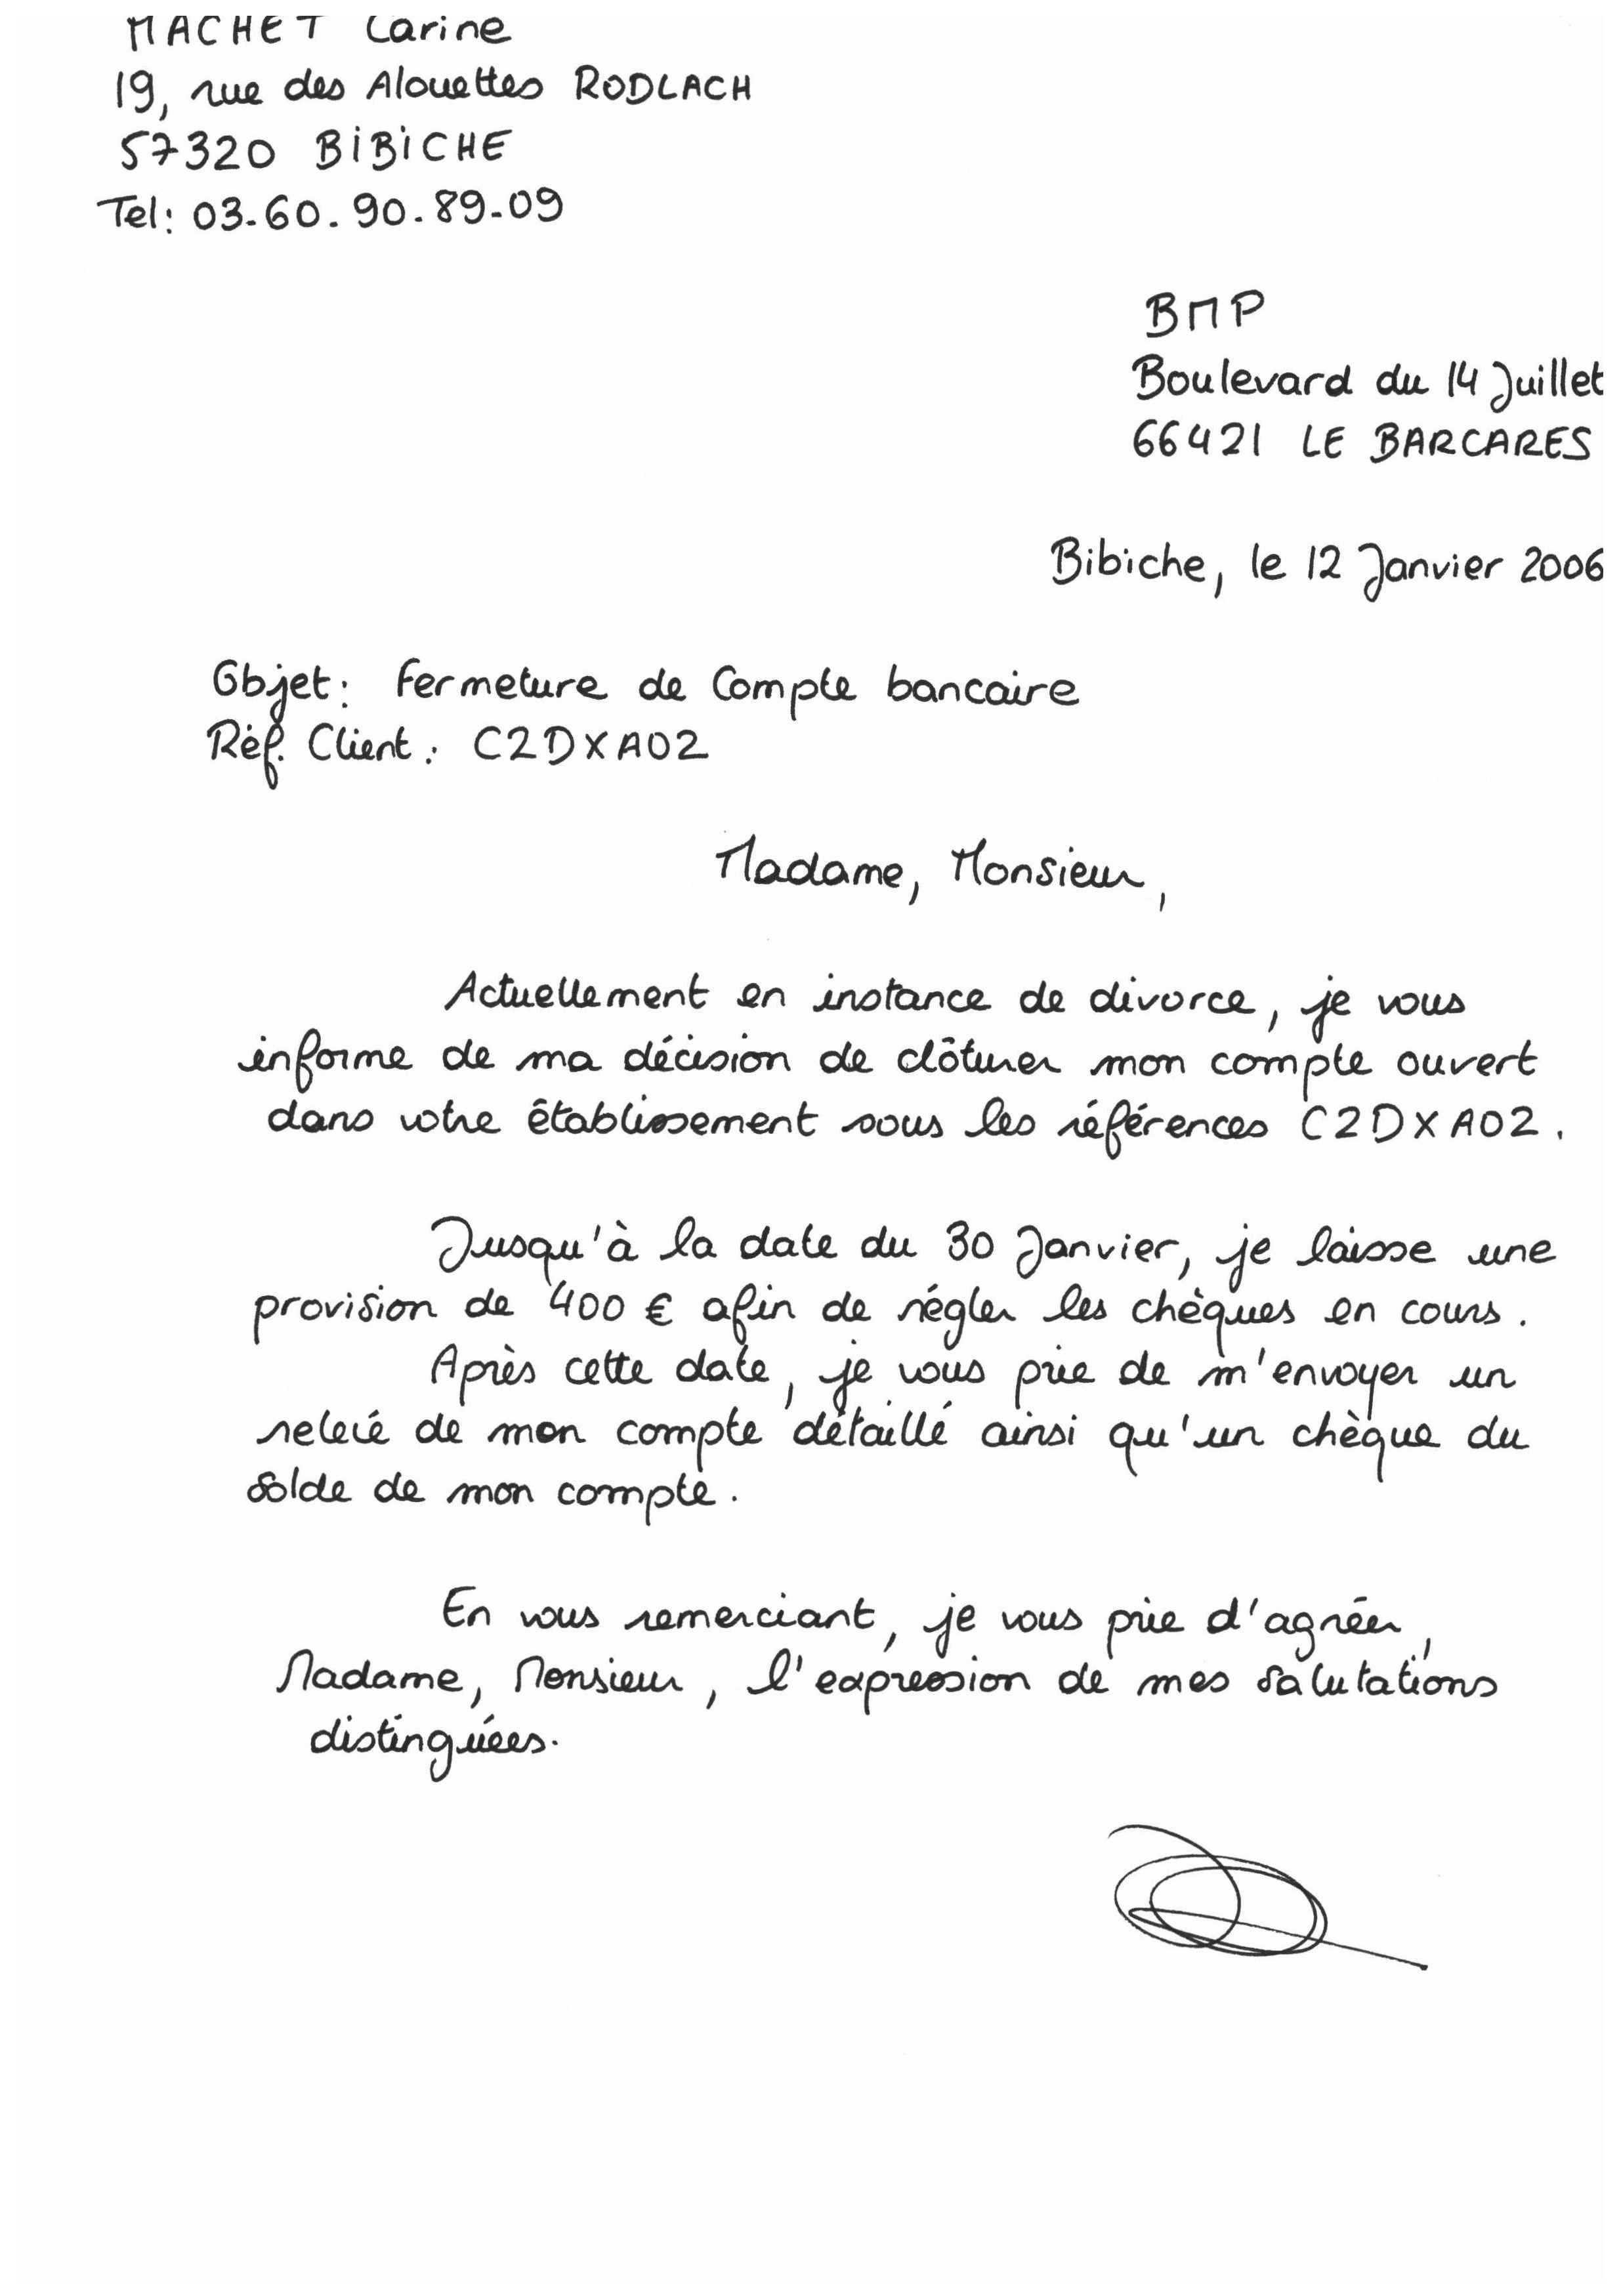 MACHET Carine
19, rue des Alouettes RODLACH
57320 BIBICHE
Tel: 03-60.90.89-09
BMP
Boulevard du 14 Juillet
66421 LE BARCARES
Bibiche, le 12 Janvier 2006
Objet: Fermeture de Compte bancaire
Réf. Client : C2DXA02
Madame, Monsieur,
Actuellement en instance de divorce, je vous
informe de ma décision de clôturer mon compte ouvert
dans votre établissement sous les références C2DXA02.
Jusqu'à la date du 30 Janvier, je laisse une
provision de 400 € afin de régler les chèques en cours.
Après cette date, je vous prie de m'envoyer un
relevé de mon compte détaillé ainsi qu'un chèque du
solde de mon compte.
En vous remerciant, je vous prie d'agréer,
Madame, Monsieur, l'expression de mes salutations
distinguées.